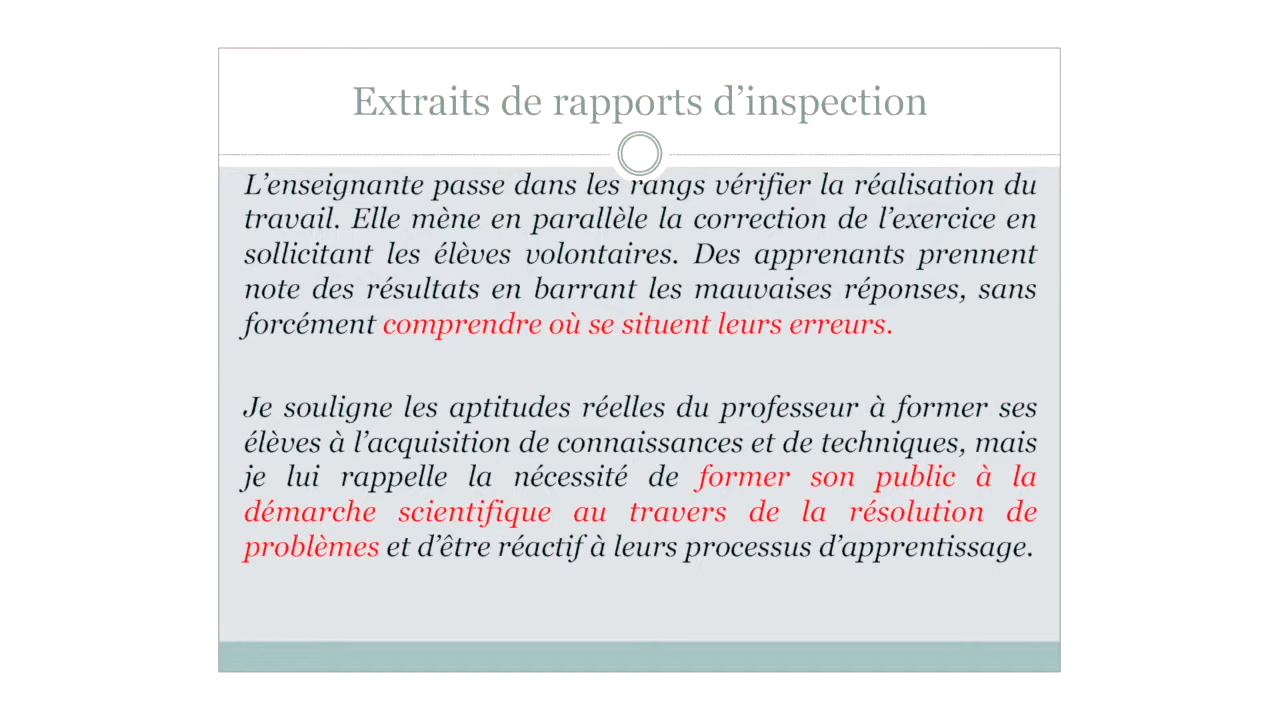 Extraits de rapports d’inspection
L’enseignante passe dans les rangs vérifier la réalisation du
travail. Elle mène en parallèle la correction de l’exercice en
sollicitant les élèves volontaires. Des apprenants prennent
note des résultats en barrant les mauvaises réponses, sans
forcément comprendre où se situent leurs erreurs.
Je souligne les aptitudes réelles du professeur à former ses
élèves à l’acquisition de connaissances et de techniques, mais
je lui rappelle la nécessité de former son public à la
démarche scientifique au travers de la résolution de
problèmes et d’être réactif à leurs processus d’apprentissage.